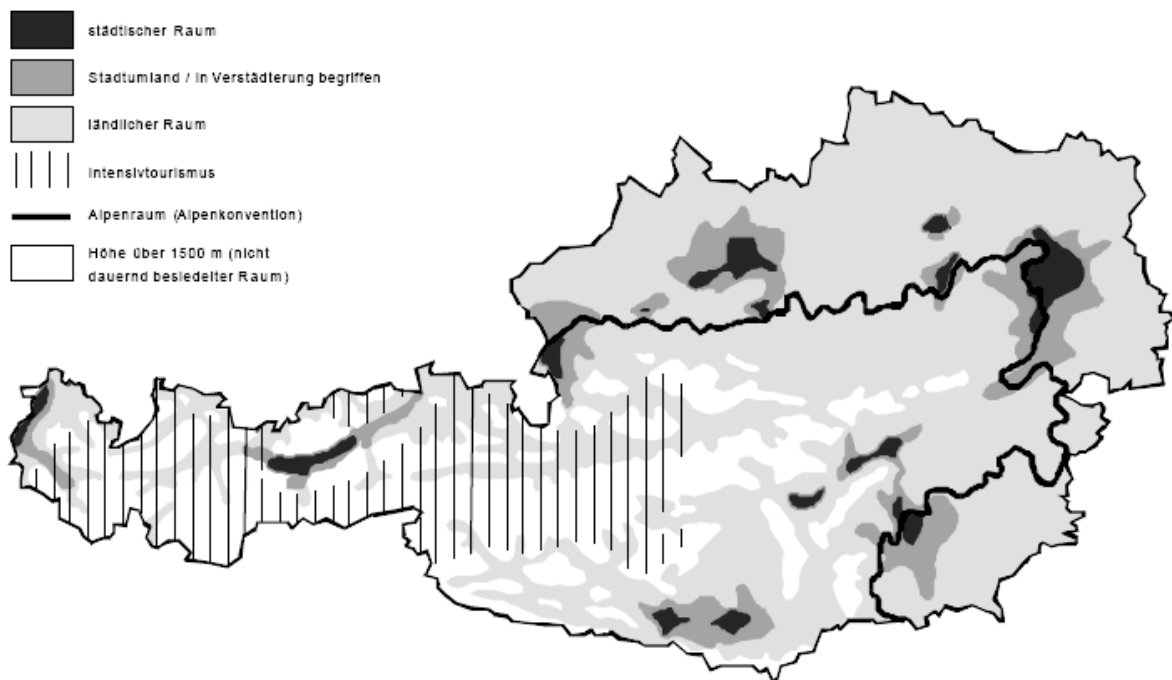 städtischer Raum
Stadtumland / in Verstädterung begriffen
ländlicher Raum
Intensivtourismus
Alpenraum (Alpenkonvention)
Höhe über 1500 m (nicht
dauernd besiedelter Raum)